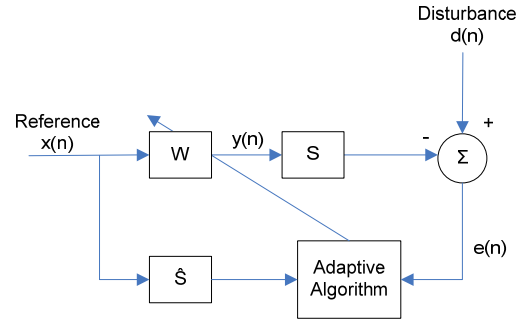 Disturbance
d(n)
Reference
x(n)
W
y(n)
S
-
+
Σ
Ŝ
Adaptive
Algorithm
e(n)